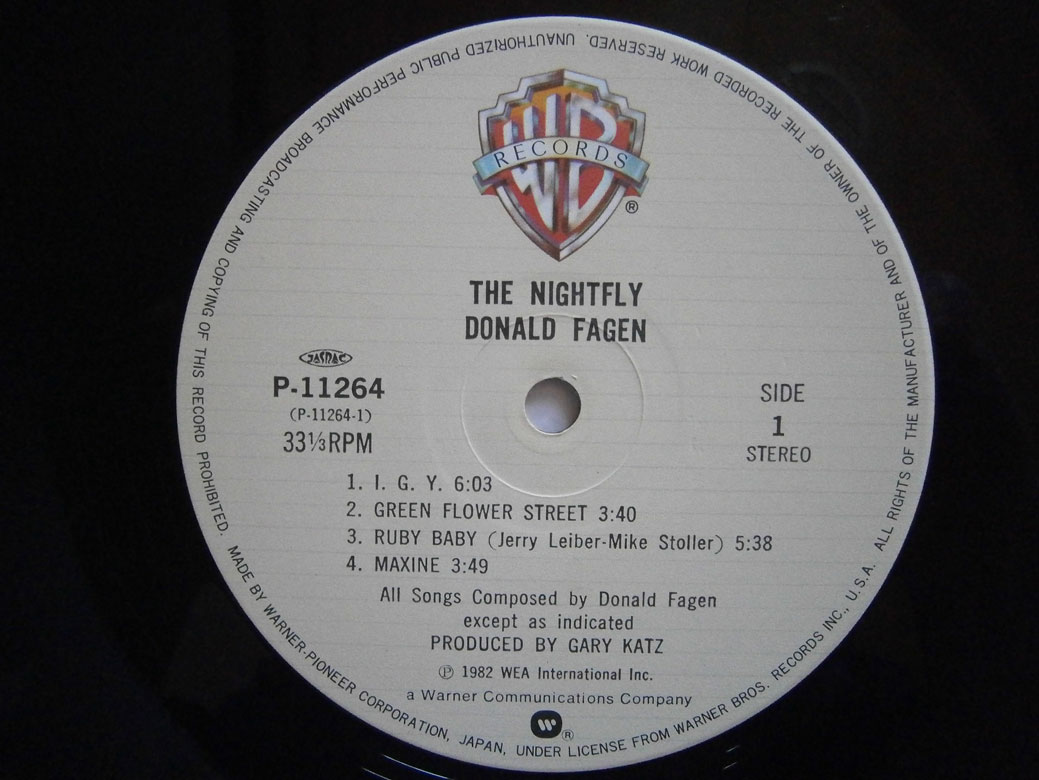 WB
RECORDS
®
THE NIGHTFLY
DONALD FAGEN
JASRAC
P-11264
(P-11264-1)
33⅓RPM
SIDE
1
STEREO
1. I. G. Y. 6:03
2. GREEN FLOWER STREET 3:40
3. RUBY BABY (Jerry Leiber-Mike Stoller) 5:38
4. MAXINE 3:49
All Songs Composed by Donald Fagen
except as indicated
PRODUCED BY GARY KATZ
℗ 1982 WEA International Inc.
a Warner Communications Company
®
MADE BY WARNER-PIONEER CORPORATION, JAPAN, UNDER LICENSE FROM WARNER BROS. RECORDS INC., U.S.A. ALL RIGHTS OF THE MANUFACTURER AND OF THE OWNER OF THE RECORDED WORK RESERVED. UNAUTHORIZED PUBLIC PERFORMANCE BROADCASTING AND COPYING OF THIS RECORD PROHIBITED.